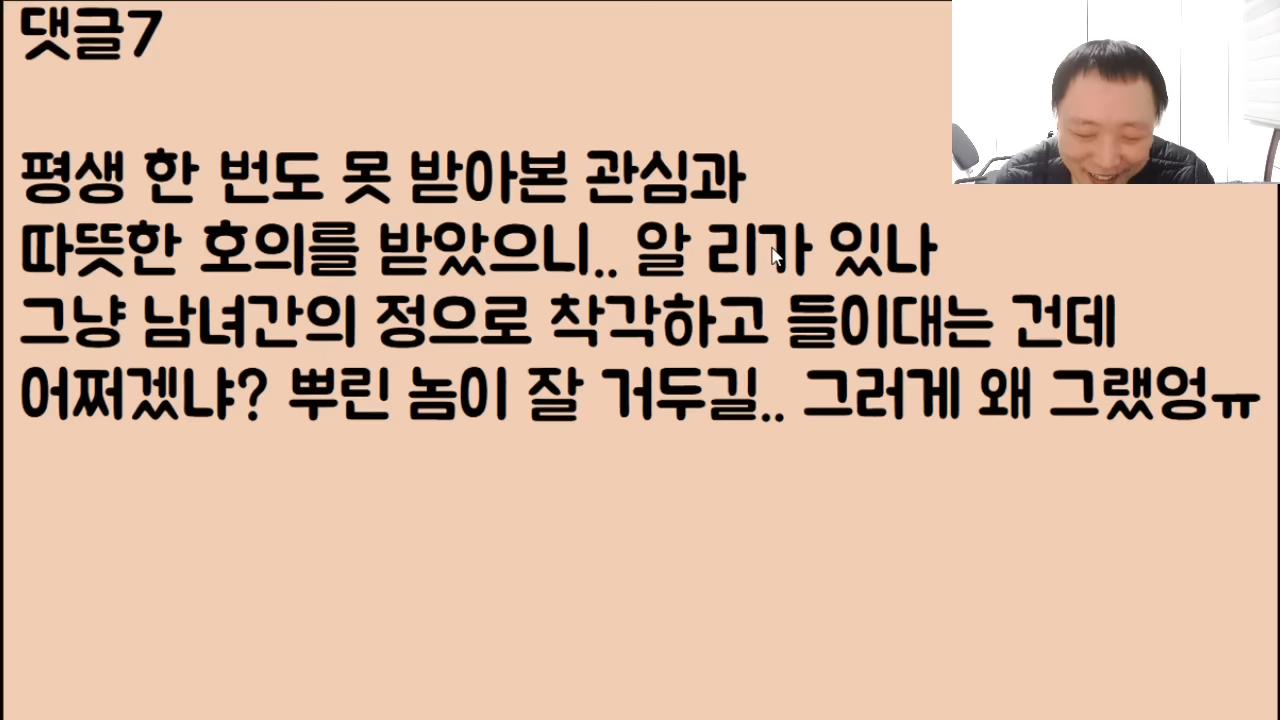 댓글7
평생 한 번도 못 받아본 관심과
따뜻한 호의를 받았으니.. 알 리가 있나
그냥 남녀간의 정으로 착각하고 들이대는 건데
어쩌겠냐? 뿌린 놈이 잘 거두길.. 그러게 왜 그랬엉ㅠ